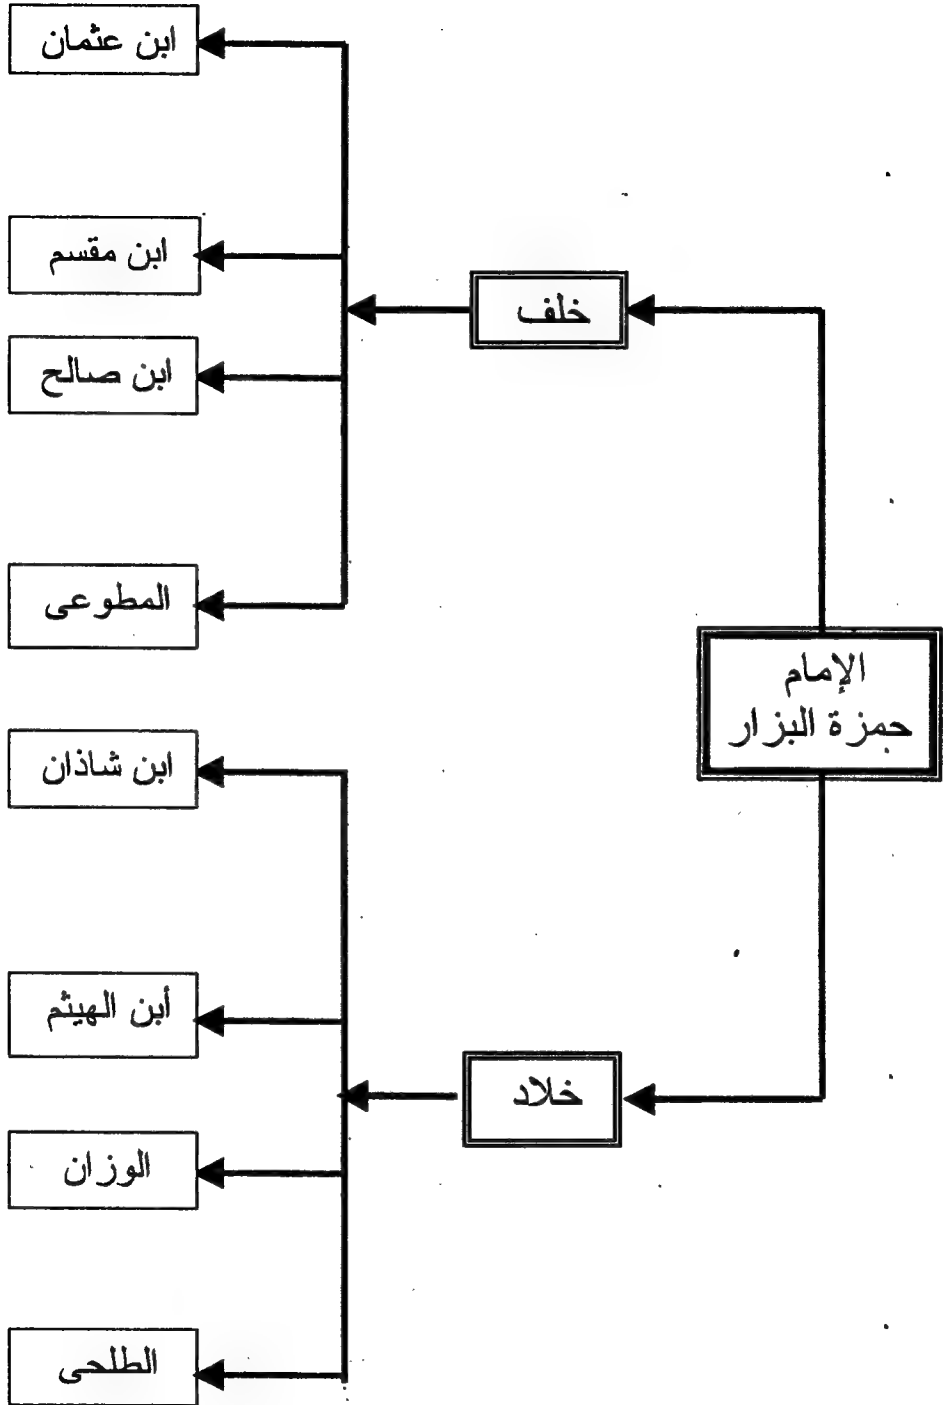 الإمام
حمزة البزار
خلف
ابن عثمان
ابن مقسم
ابن صالح
المطوعى
خلاد
ابن شاذان
أبن الهيثم
الوزان
الطلحى